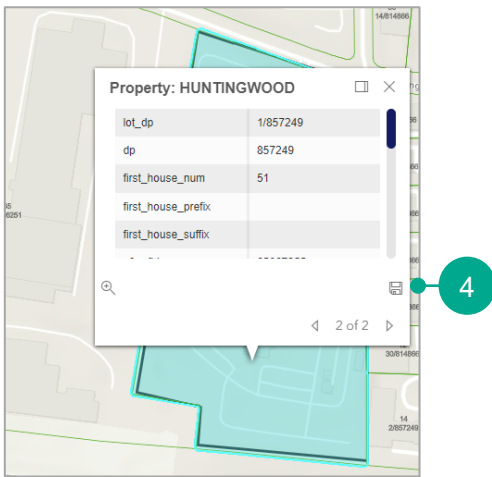 14/814866
Property: HUNTINGWOOD
lot_dp 1/857249
dp 857249
first_house_num 51
first_house_prefix
first_house_suffix
4
2 of 2
30/814866
14
2/857249